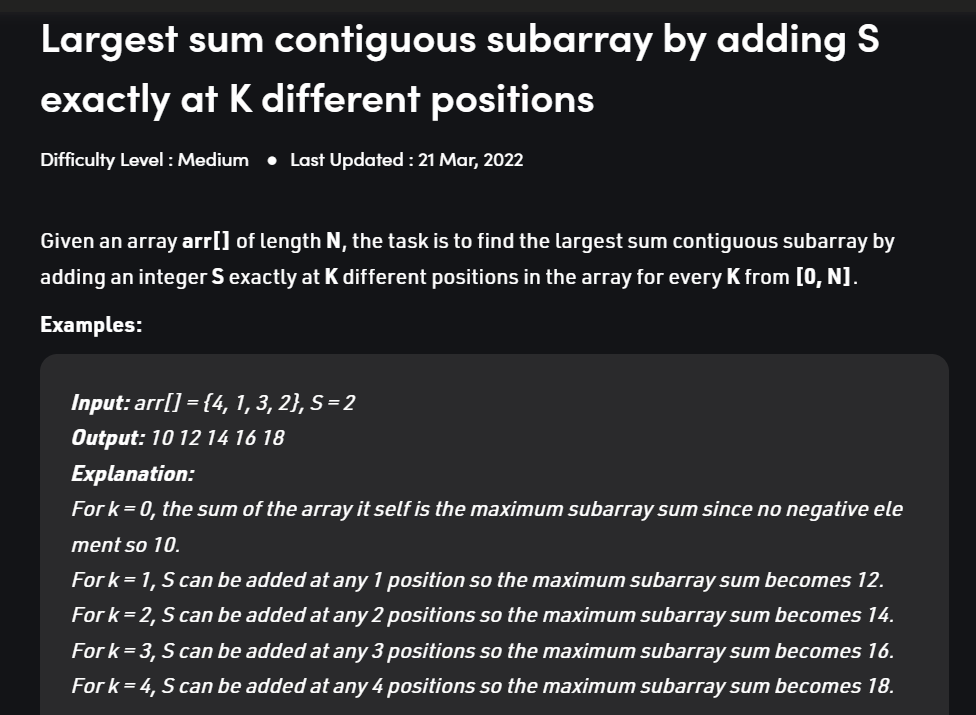 Largest sum contiguous subarray by adding S
exactly at K different positions
Difficulty Level : Medium ● Last Updated : 21 Mar, 2022
Given an array arr[] of length N, the task is to find the largest sum contiguous subarray by
adding an integer S exactly at K different positions in the array for every K from [0, N].
Examples:
Input: arr[] = {4, 1, 3, 2}, S = 2
Output: 10 12 14 16 18
Explanation:
For k = 0, the sum of the array it self is the maximum subarray sum since no negative ele
ment so 10.
For k = 1, S can be added at any 1 position so the maximum subarray sum becomes 12.
For k = 2, S can be added at any 2 positions so the maximum subarray sum becomes 14.
For k = 3, S can be added at any 3 positions so the maximum subarray sum becomes 16.
For k = 4, S can be added at any 4 positions so the maximum subarray sum becomes 18.